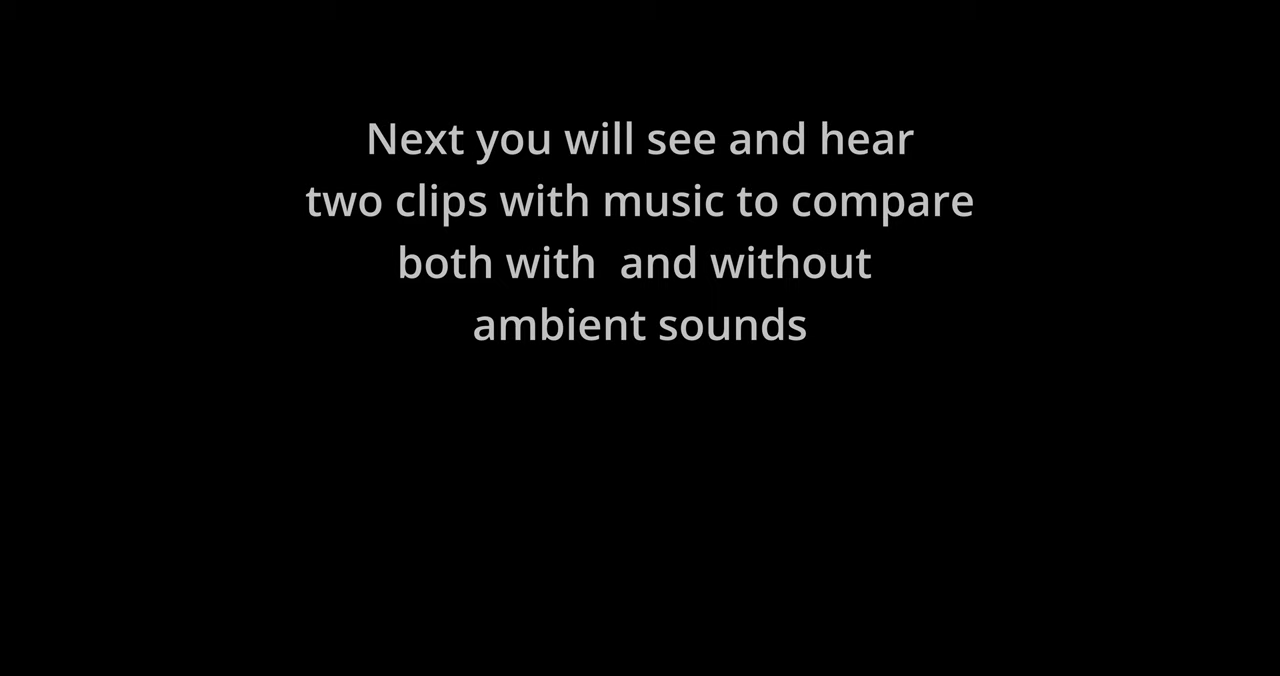 Next you will see and hear
two clips with music to compare
both with  and without
ambient sounds